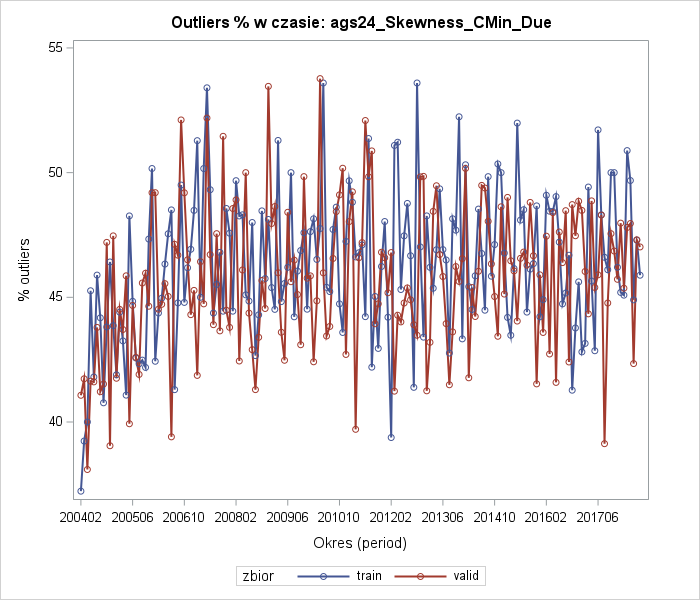 Outliers % w czasie: ags24_Skewness_CMin_Due
55
50
45
40
% outliers
200402 200506 200610 200802 200906 201010 201202 201306 201410 201602 201706
Okres (period)
zbior train valid